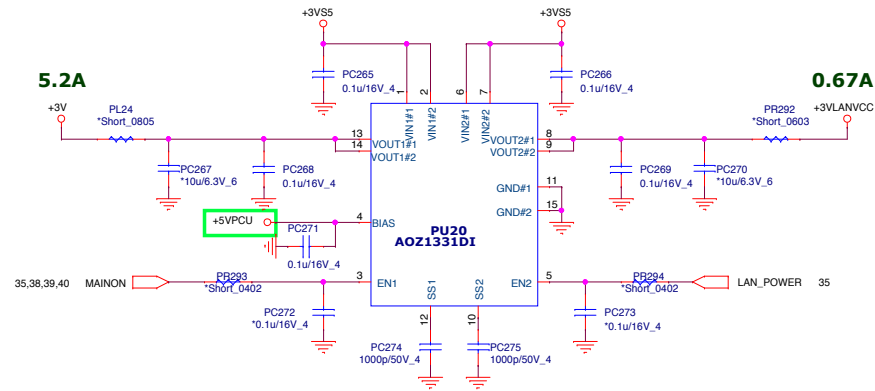 +3VS5
+3VS5
5.2A
0.67A
PC265
0.1u/16V_4
PC266
0.1u/16V_4
1
2
6
7
+3V
PL24
*Short_0805
VIN1#1
VIN1#2
VIN2#1
VIN2#2
PR292
*Short_0603
+3VLANVCC
13
14
VOUT1#1
VOUT1#2
VOUT2#1
VOUT2#2
8
9
PC267
*10u/6.3V_6
PC268
0.1u/16V_4
PC269
0.1u/16V_4
PC270
*10u/6.3V_6
GND#1
11
GND#2
15
+5VPCU
PC271
0.1u/16V_4
4
BIAS
PU20
AOZ1331DI
35,38,39,40
MAINON
PR293
*Short_0402
3
EN1
SS1
SS2
EN2
5
PR294
*Short_0402
LAN_POWER
35
PC272
*0.1u/16V_4
12
10
PC273
*0.1u/16V_4
PC274
1000p/50V_4
PC275
1000p/50V_4